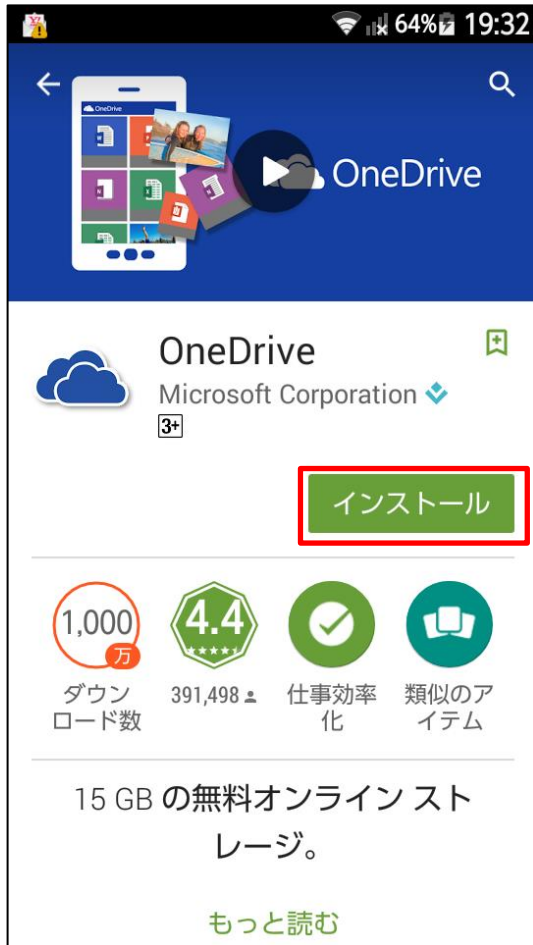 64% 19:32
OneDrive
OneDrive
OneDrive
Microsoft Corporation
3+
インストール
1,000
万
4.4
ダウン
ロード数
391,498
仕事効率
化
類似のア
イテム
15 GB の無料オンライン スト
レージ。
もっと読む